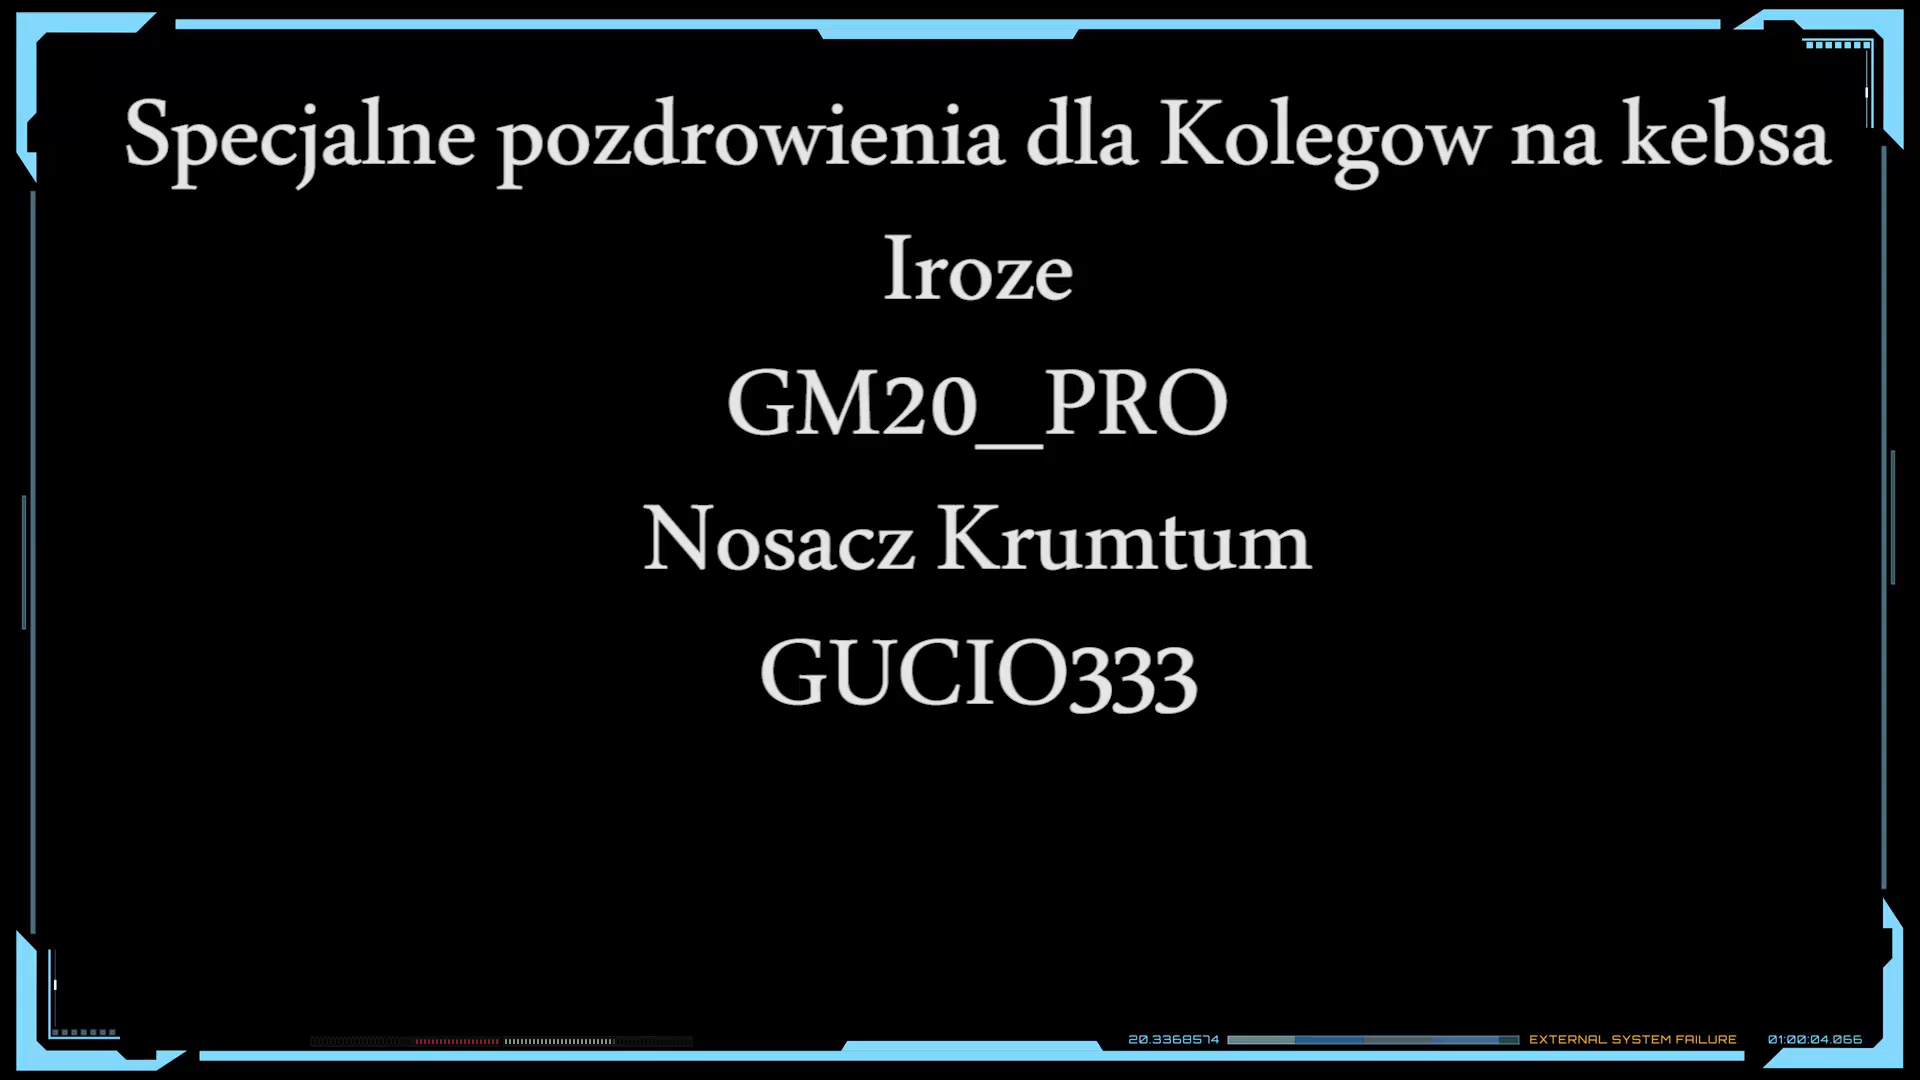 Specjalne pozdrowienia dla Kolegow na kebsa
Iroze
GM20__PRO
Nosacz Krumtum
GUCIO333
20.3368574 EXTERNAL SYSTEM FAILURE 01:00:04.066